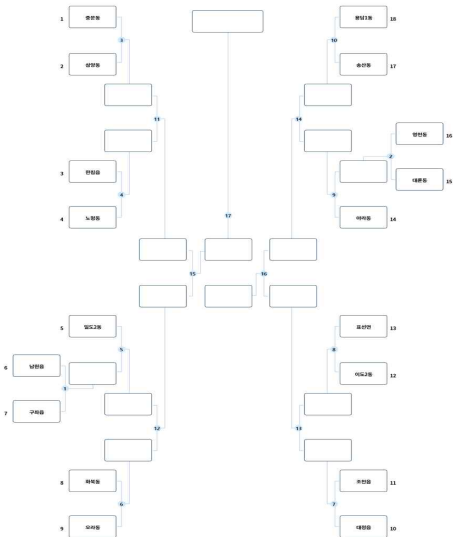 1 중문동 용담1동 18
3 10
2 삼양동 송산동 17
11 14
영천동 16
2
3 한림읍
대륜동 15
4 9
4 노형동 아라동 14
17
15 16
5 일도2동 표선면 13
5 8
6 남원읍
이도2동 12
1
7 구좌읍
12 13
8 화북동 조천읍 11
6 7
9 오라동 대정읍 10